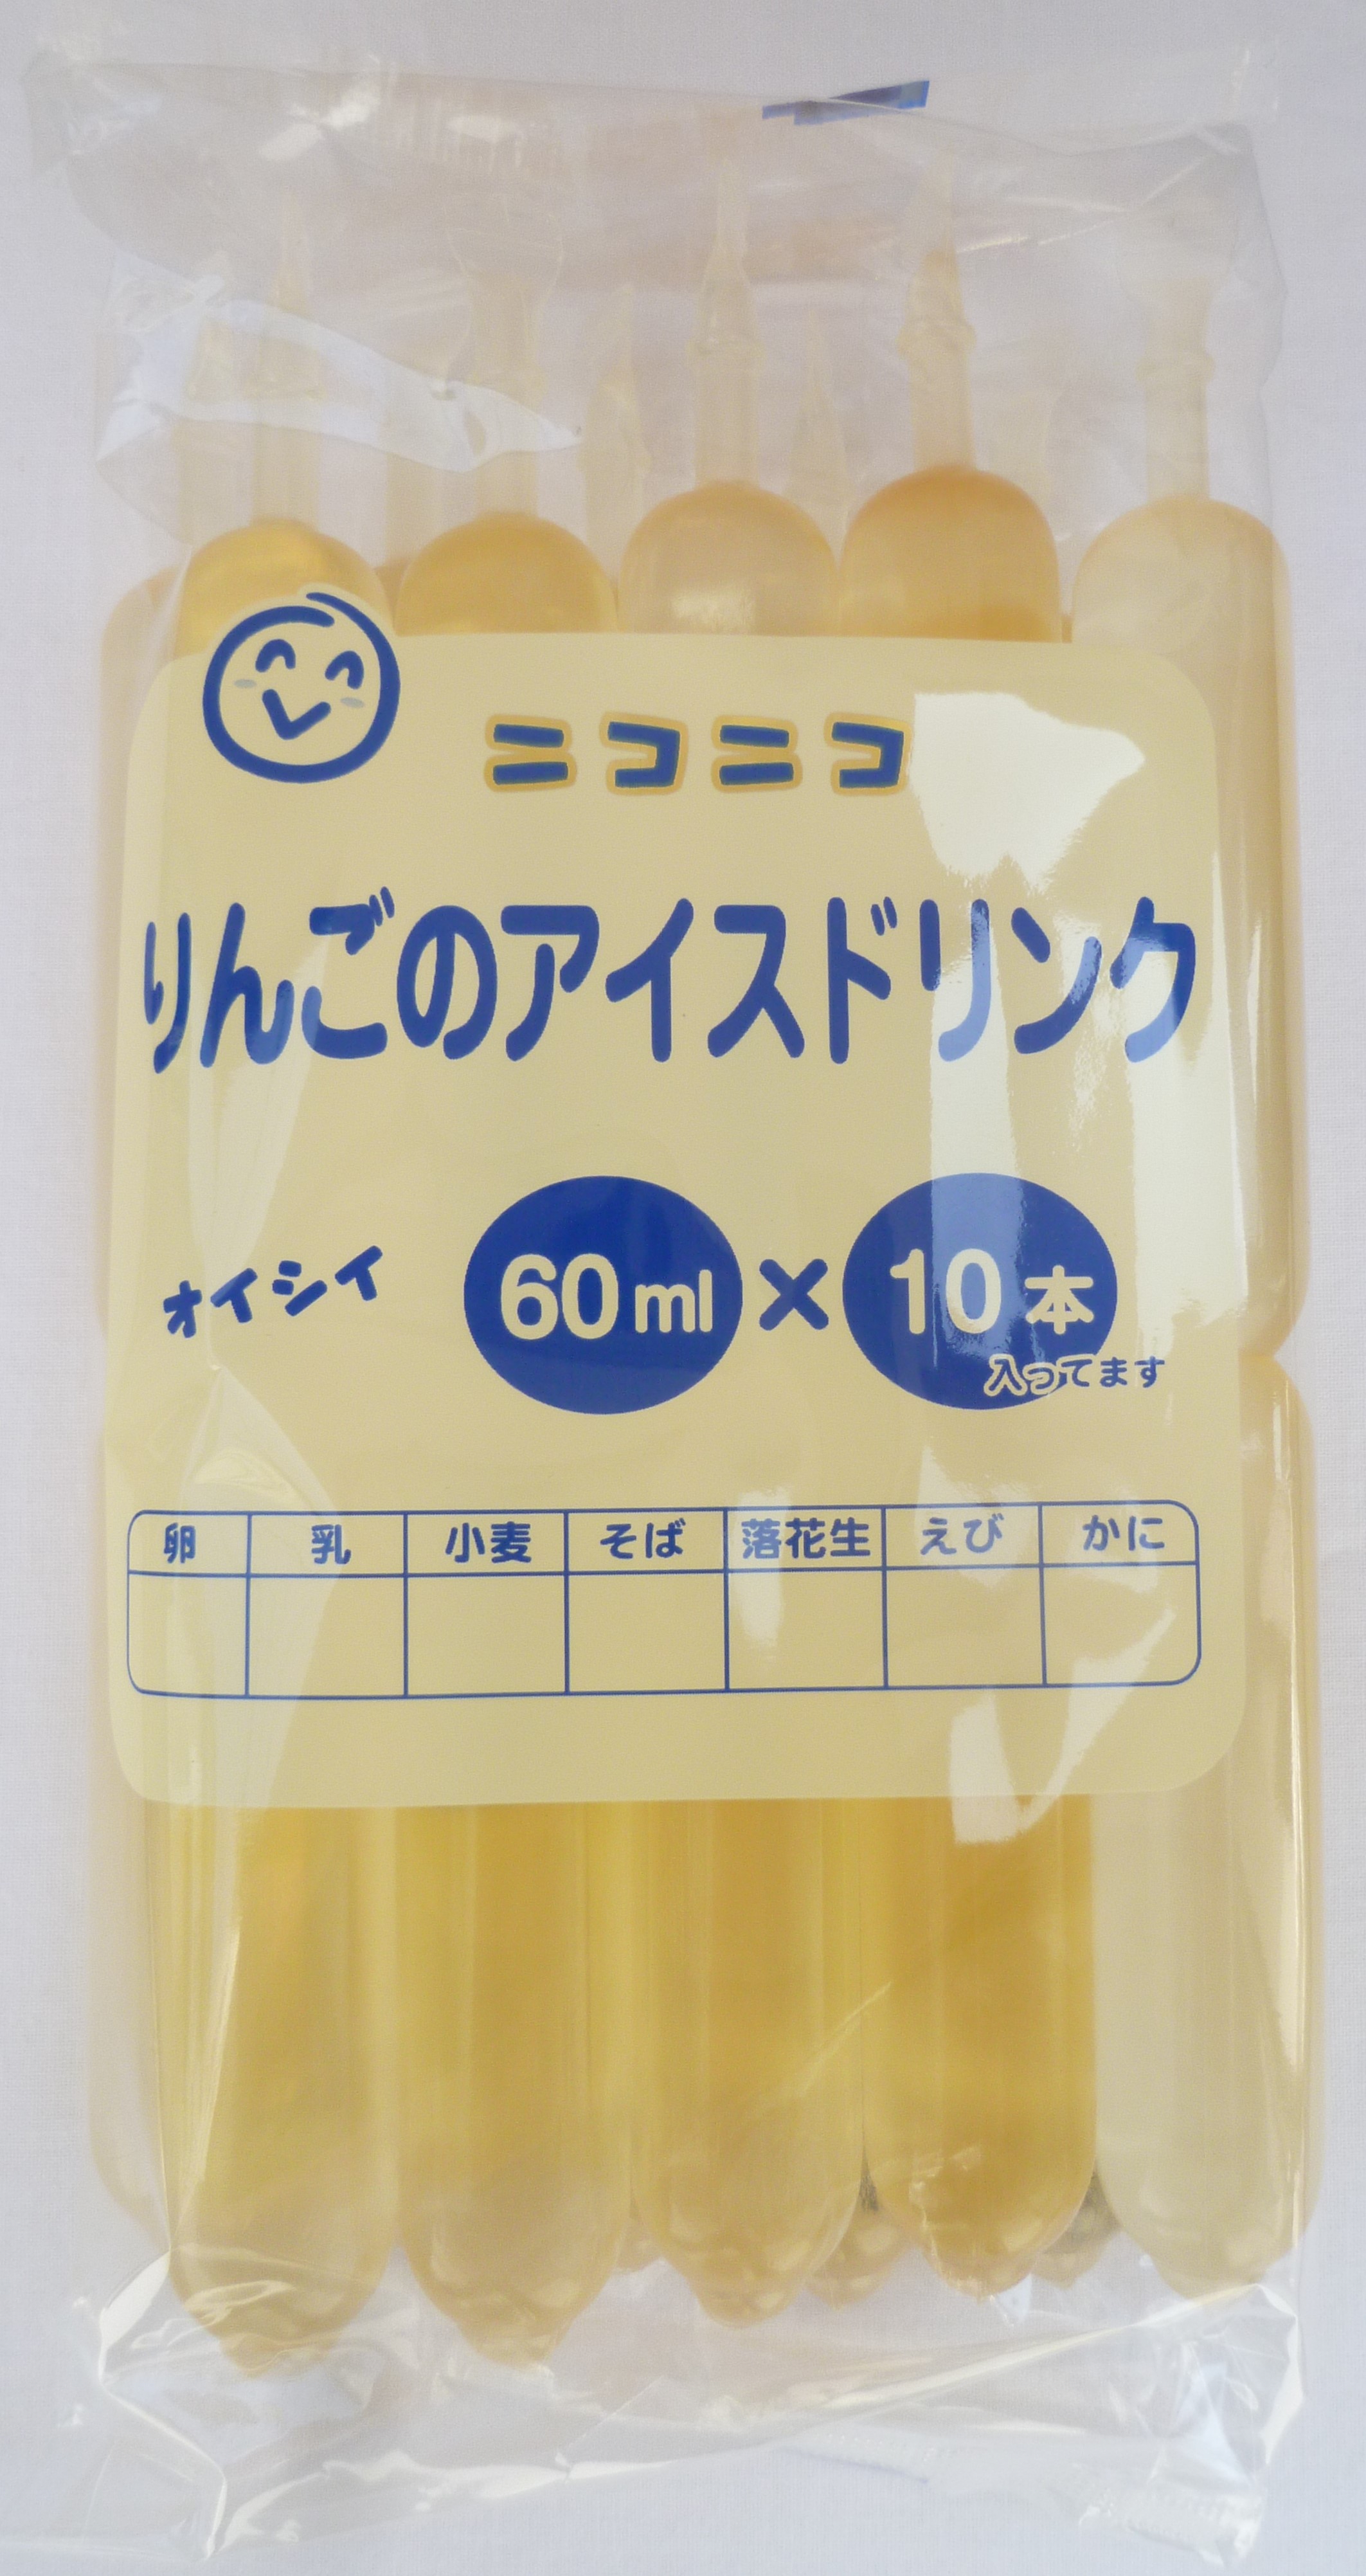 ニコニコ
りんごのアイスドリンク
オイシイ 60ml×10本
入ってます
卵 乳 小麦 そば 落花生 えび かに